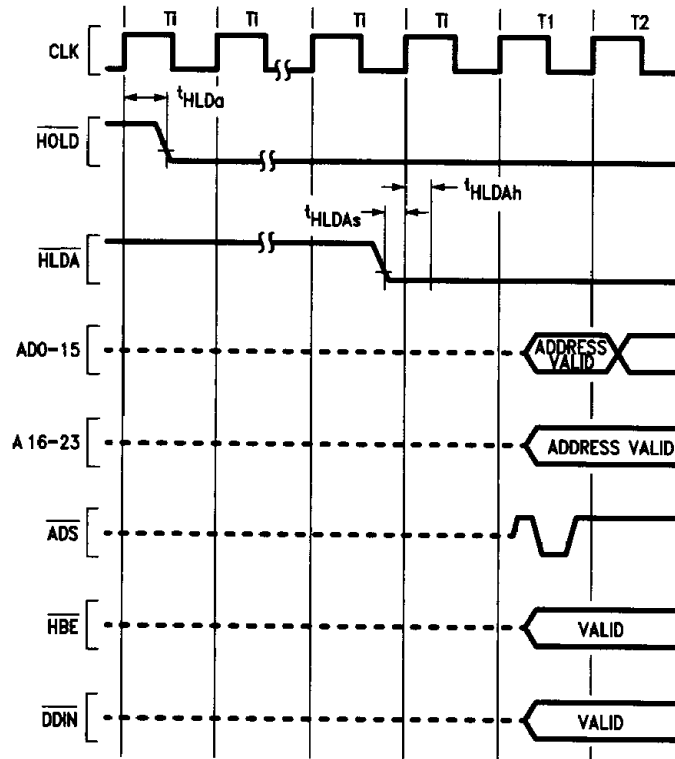 Ti Ti Ti Ti T1 T2
CLK
tHLDa
HOLD
tHLDAh
tHLDAs
HLDA
AD0-15
ADDRESS
VALID
A 16-23
ADDRESS VALID
ADS
HBE
VALID
DDIN
VALID